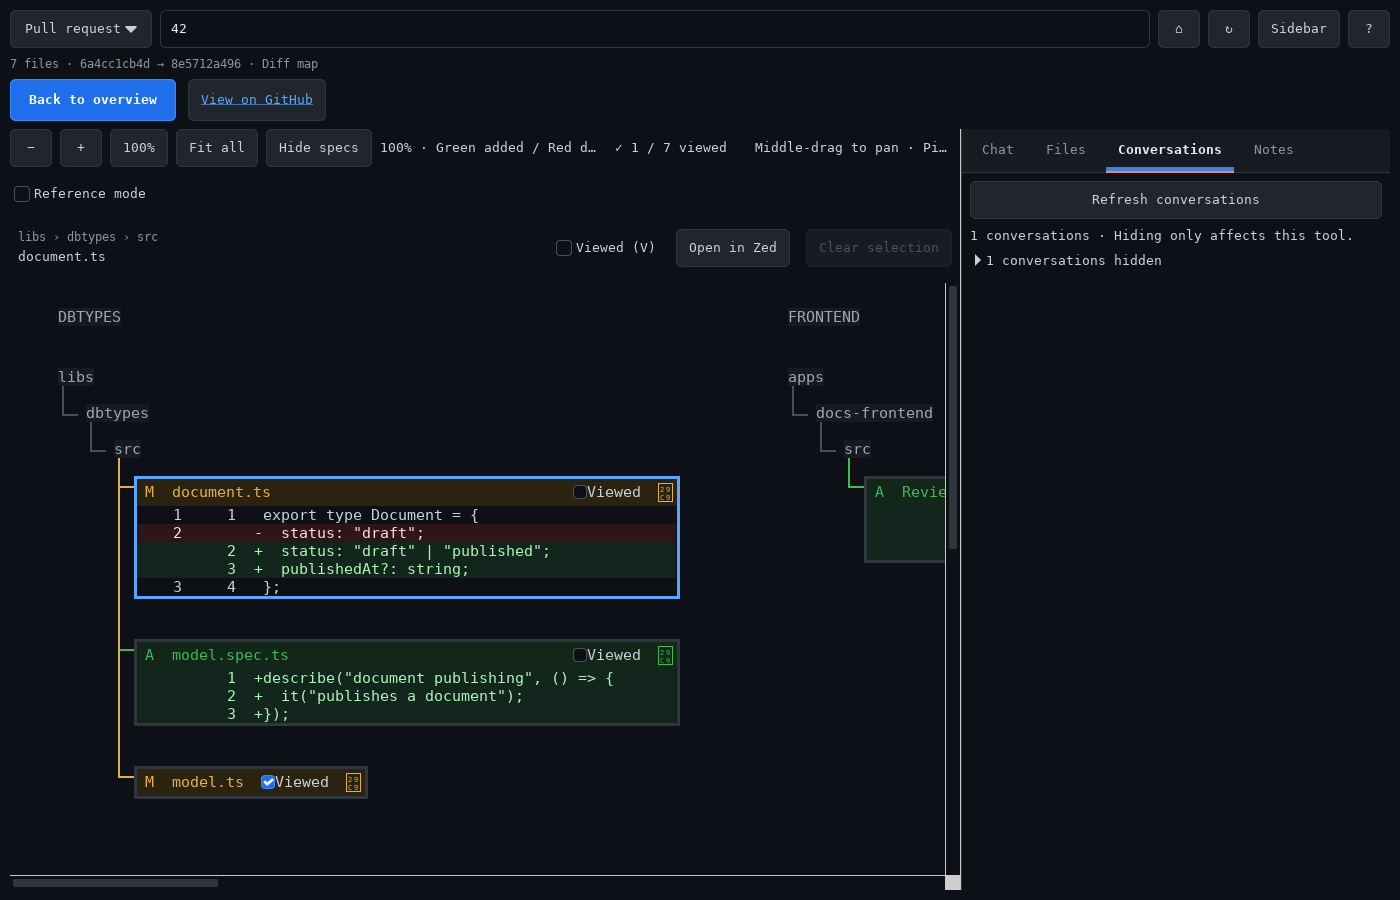 Pull request 42 ⌂ ↻ Sidebar ?
7 files · 6a4cc1cb4d → 8e5712a496 · Diff map
Back to overview View on GitHub
− + 100% Fit all Hide specs 100% · Green added / Red d… ✓ 1 / 7 viewed Middle-drag to pan · Pi…
Reference mode
libs › dbtypes › src
document.ts
Viewed (V) Open in Zed Clear selection
DBTYPES
libs
dbtypes
src
M document.ts Viewed
1 1 export type Document = {
2 - status: "draft";
2 + status: "draft" | "published";
3 + publishedAt?: string;
3 4 };
A model.spec.ts Viewed
1 +describe("document publishing", () => {
2 + it("publishes a document");
3 +});
M model.ts Viewed
FRONTEND
apps
docs-frontend
src
A Revie
Chat Files Conversations Notes
Refresh conversations
1 conversations · Hiding only affects this tool.
1 conversations hidden